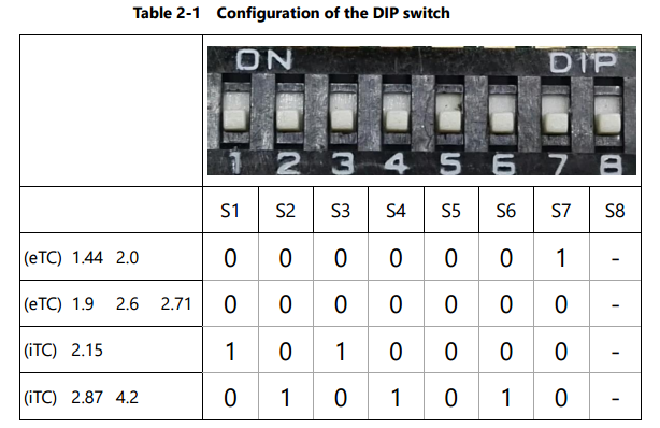 Table 2-1 Configuration of the DIP switch
ON DIP
1 2 3 4 5 6 7 8
S1 S2 S3 S4 S5 S6 S7 S8
(eTC) 1.44 2.0 0 0 0 0 0 0 1 -
(eTC) 1.9 2.6 2.71 0 0 0 0 0 0 0 -
(iTC) 2.15 1 0 1 0 0 0 0 -
(iTC) 2.87 4.2 0 1 0 1 0 1 0 -